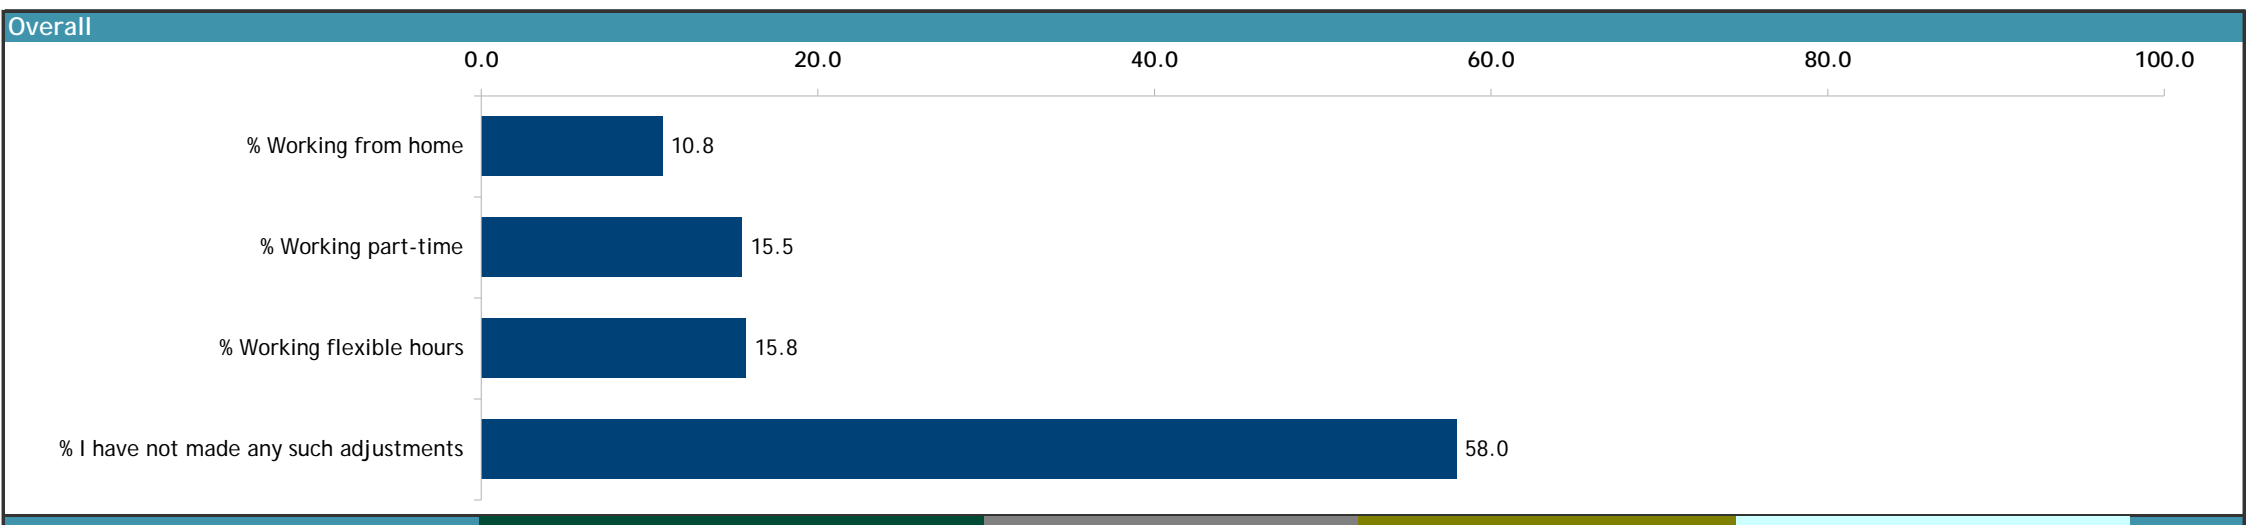 Overall
0.0 20.0 40.0 60.0 80.0 100.0
% Working from home 10.8
% Working part-time 15.5
% Working flexible hours 15.8
% I have not made any such adjustments 58.0